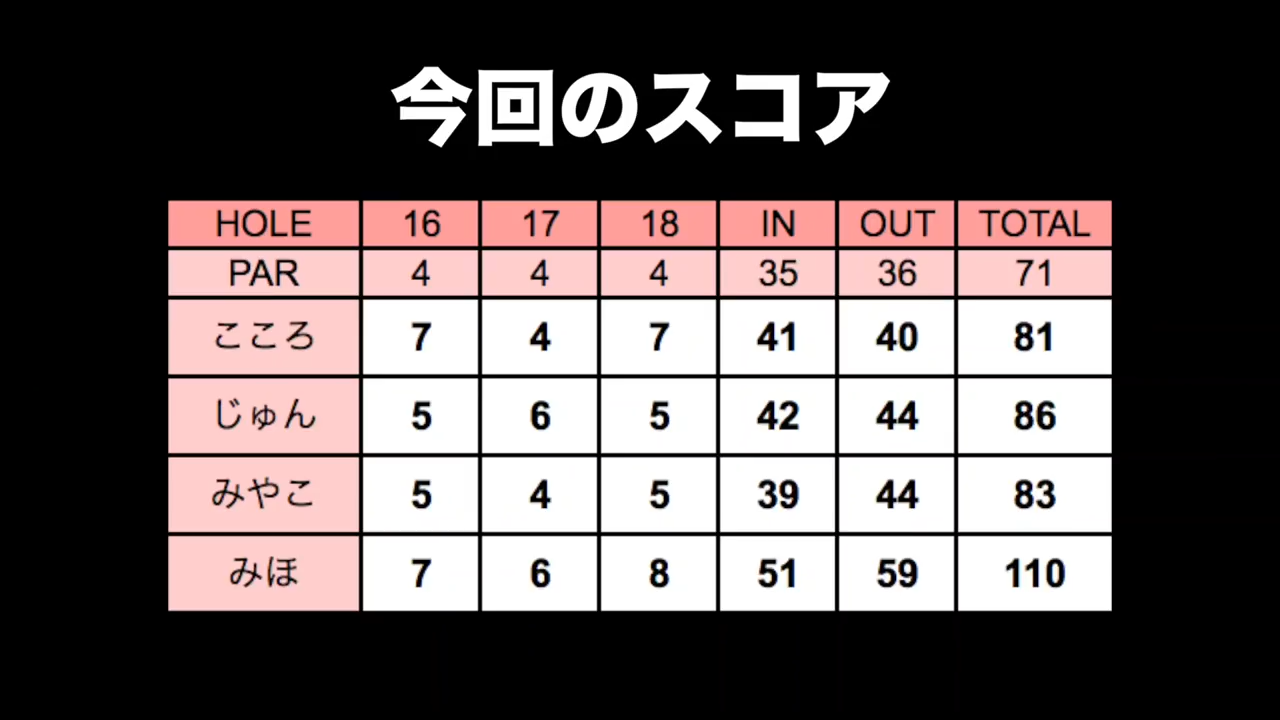 今回のスコア
HOLE 16 17 18 IN OUT TOTAL
PAR 4 4 4 35 36 71
こころ 7 4 7 41 40 81
じゅん 5 6 5 42 44 86
みやこ 5 4 5 39 44 83
みほ 7 6 8 51 59 110